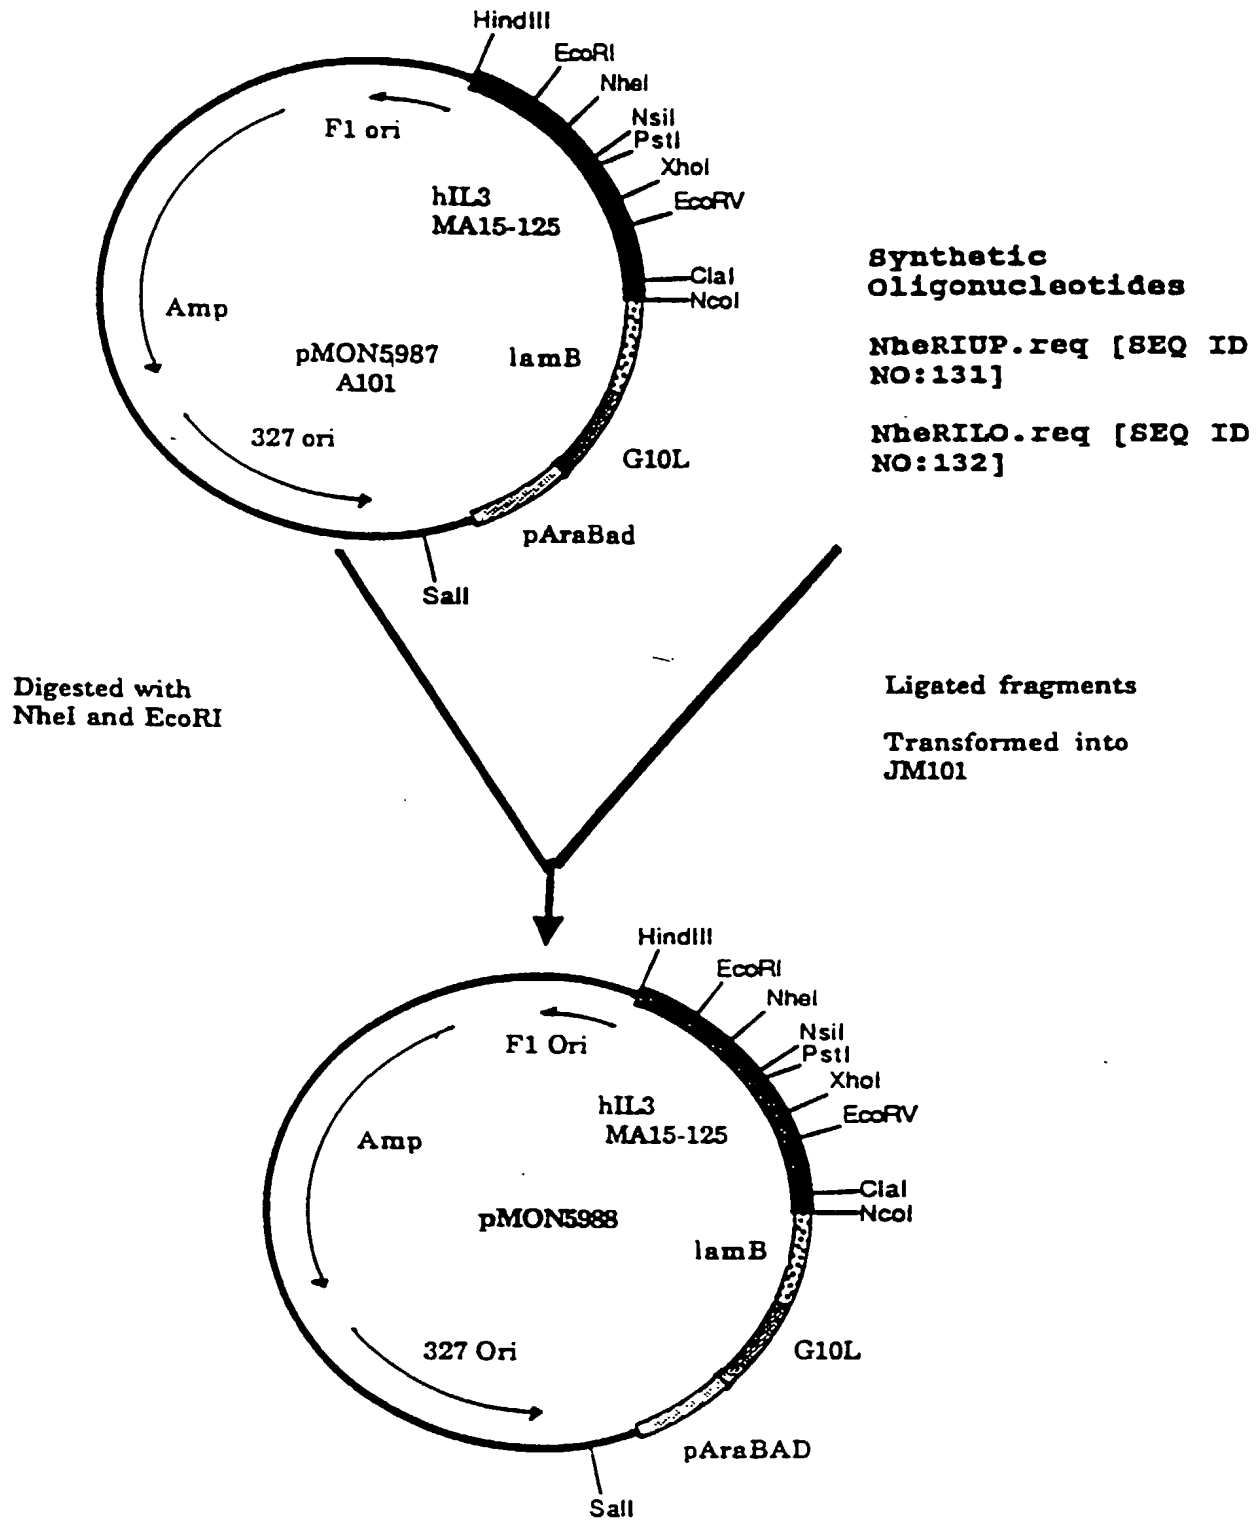 HindIII
EcoRI
NheI
NsiI
PstI
XhoI
EcoRV
ClaI
NcoI
F1 ori
hIL3
MA15-125
Amp
pMON5987
A101
lamB
327 ori
G10L
pAraBad
SalI
Synthetic
Oligonucleotides
NheRIUP.req [SEQ ID
NO:131]
NheRILO.req [SEQ ID
NO:132]
Digested with
NheI and EcoRI
Ligated fragments
Transformed into
JM101
HindIII
EcoRI
NheI
NsiI
PstI
XhoI
EcoRV
ClaI
NcoI
F1 Ori
hIL3
MA15-125
Amp
pMON5988
lamB
327 Ori
G10L
pAraBAD
SalI